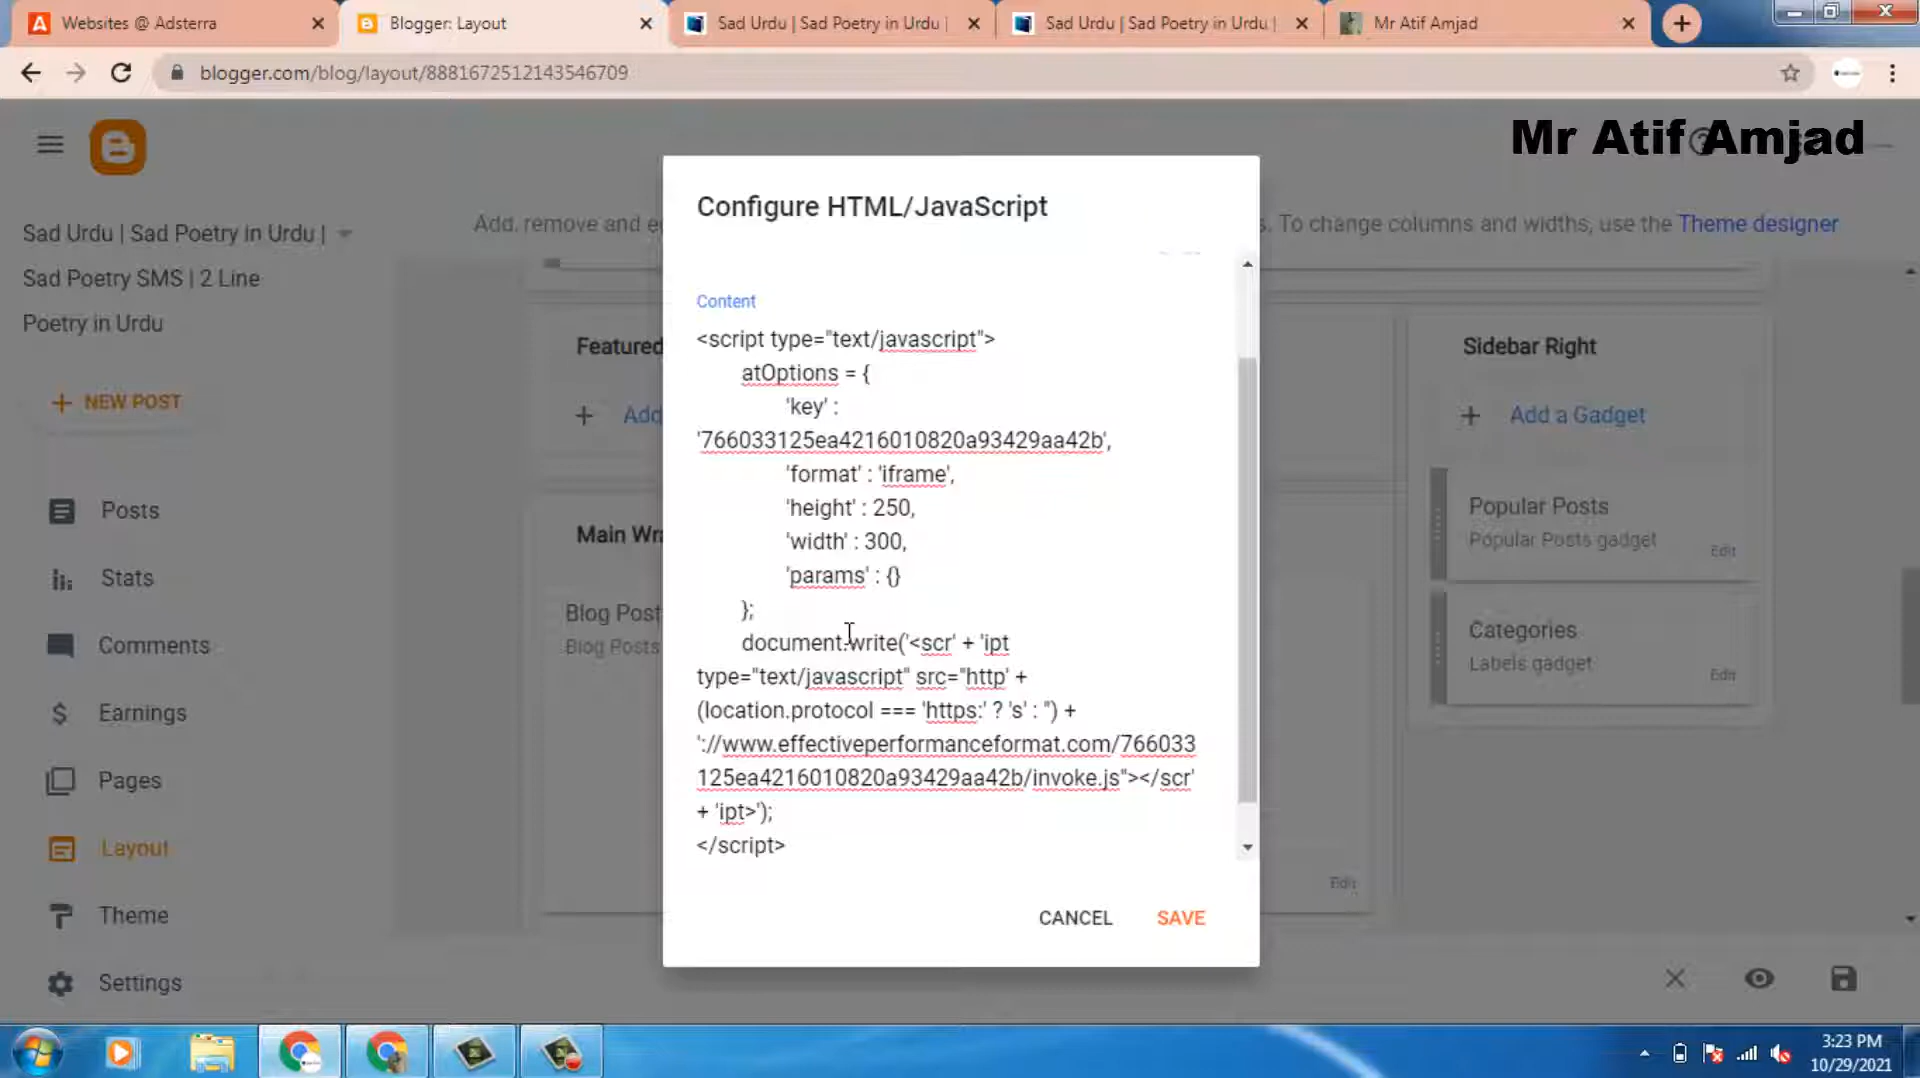 Websites @ Adsterra
Blogger: Layout
Sad Urdu | Sad Poetry in Urdu |
Sad Urdu | Sad Poetry in Urdu |
Mr Atif Amjad
blogger.com/blog/layout/8881672512143546709
Mr Atif Amjad
Sad Urdu | Sad Poetry in Urdu |
Sad Poetry SMS | 2 Line
Poetry in Urdu
NEW POST
Posts
Stats
Comments
Earnings
Pages
Layout
Theme
Settings
Add, remove and
s. To change columns and widths, use the Theme designer
Featured
Add
Main Wra
Blog Post
Blog Posts
Edit
Configure HTML/JavaScript
Content
<script type="text/javascript">
atOptions = {
'key' :
'766033125ea4216010820a93429aa42b',
'format' : 'iframe',
'height' : 250,
'width' : 300,
'params' : {}
};
document.write('<scr' + 'ipt
type="text/javascript" src="http' +
(location.protocol === 'https:' ? 's' : '') +
'://www.effectiveperformanceformat.com/766033
125ea4216010820a93429aa42b/invoke.js"></scr'
+ 'ipt>');
</script>
CANCEL
SAVE
Sidebar Right
Add a Gadget
Popular Posts
Popular Posts gadget
Edit
Categories
Labels gadget
Edit
3:23 PM
10/29/2021